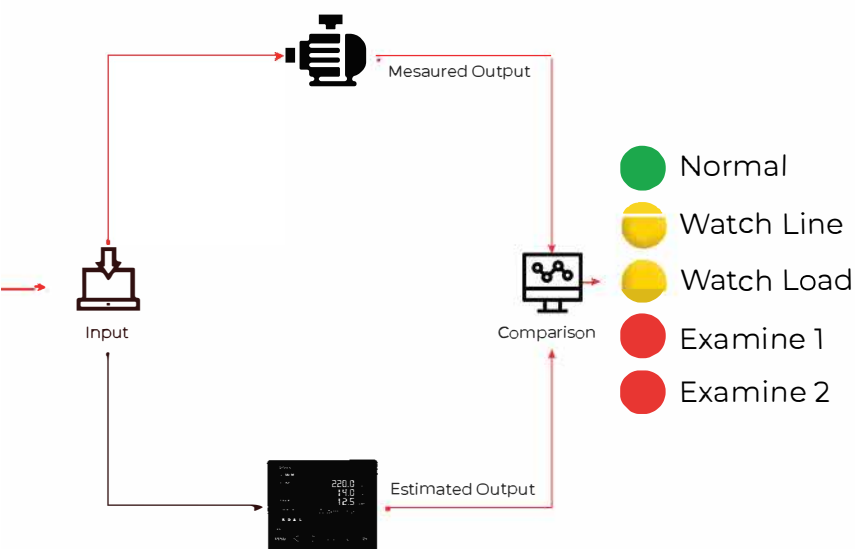 Mesaured Output
Normal
Watch Line
Watch Load
Input
Comparison
Examine 1
Examine 2
220.0
14.0
12.5
Estimated Output